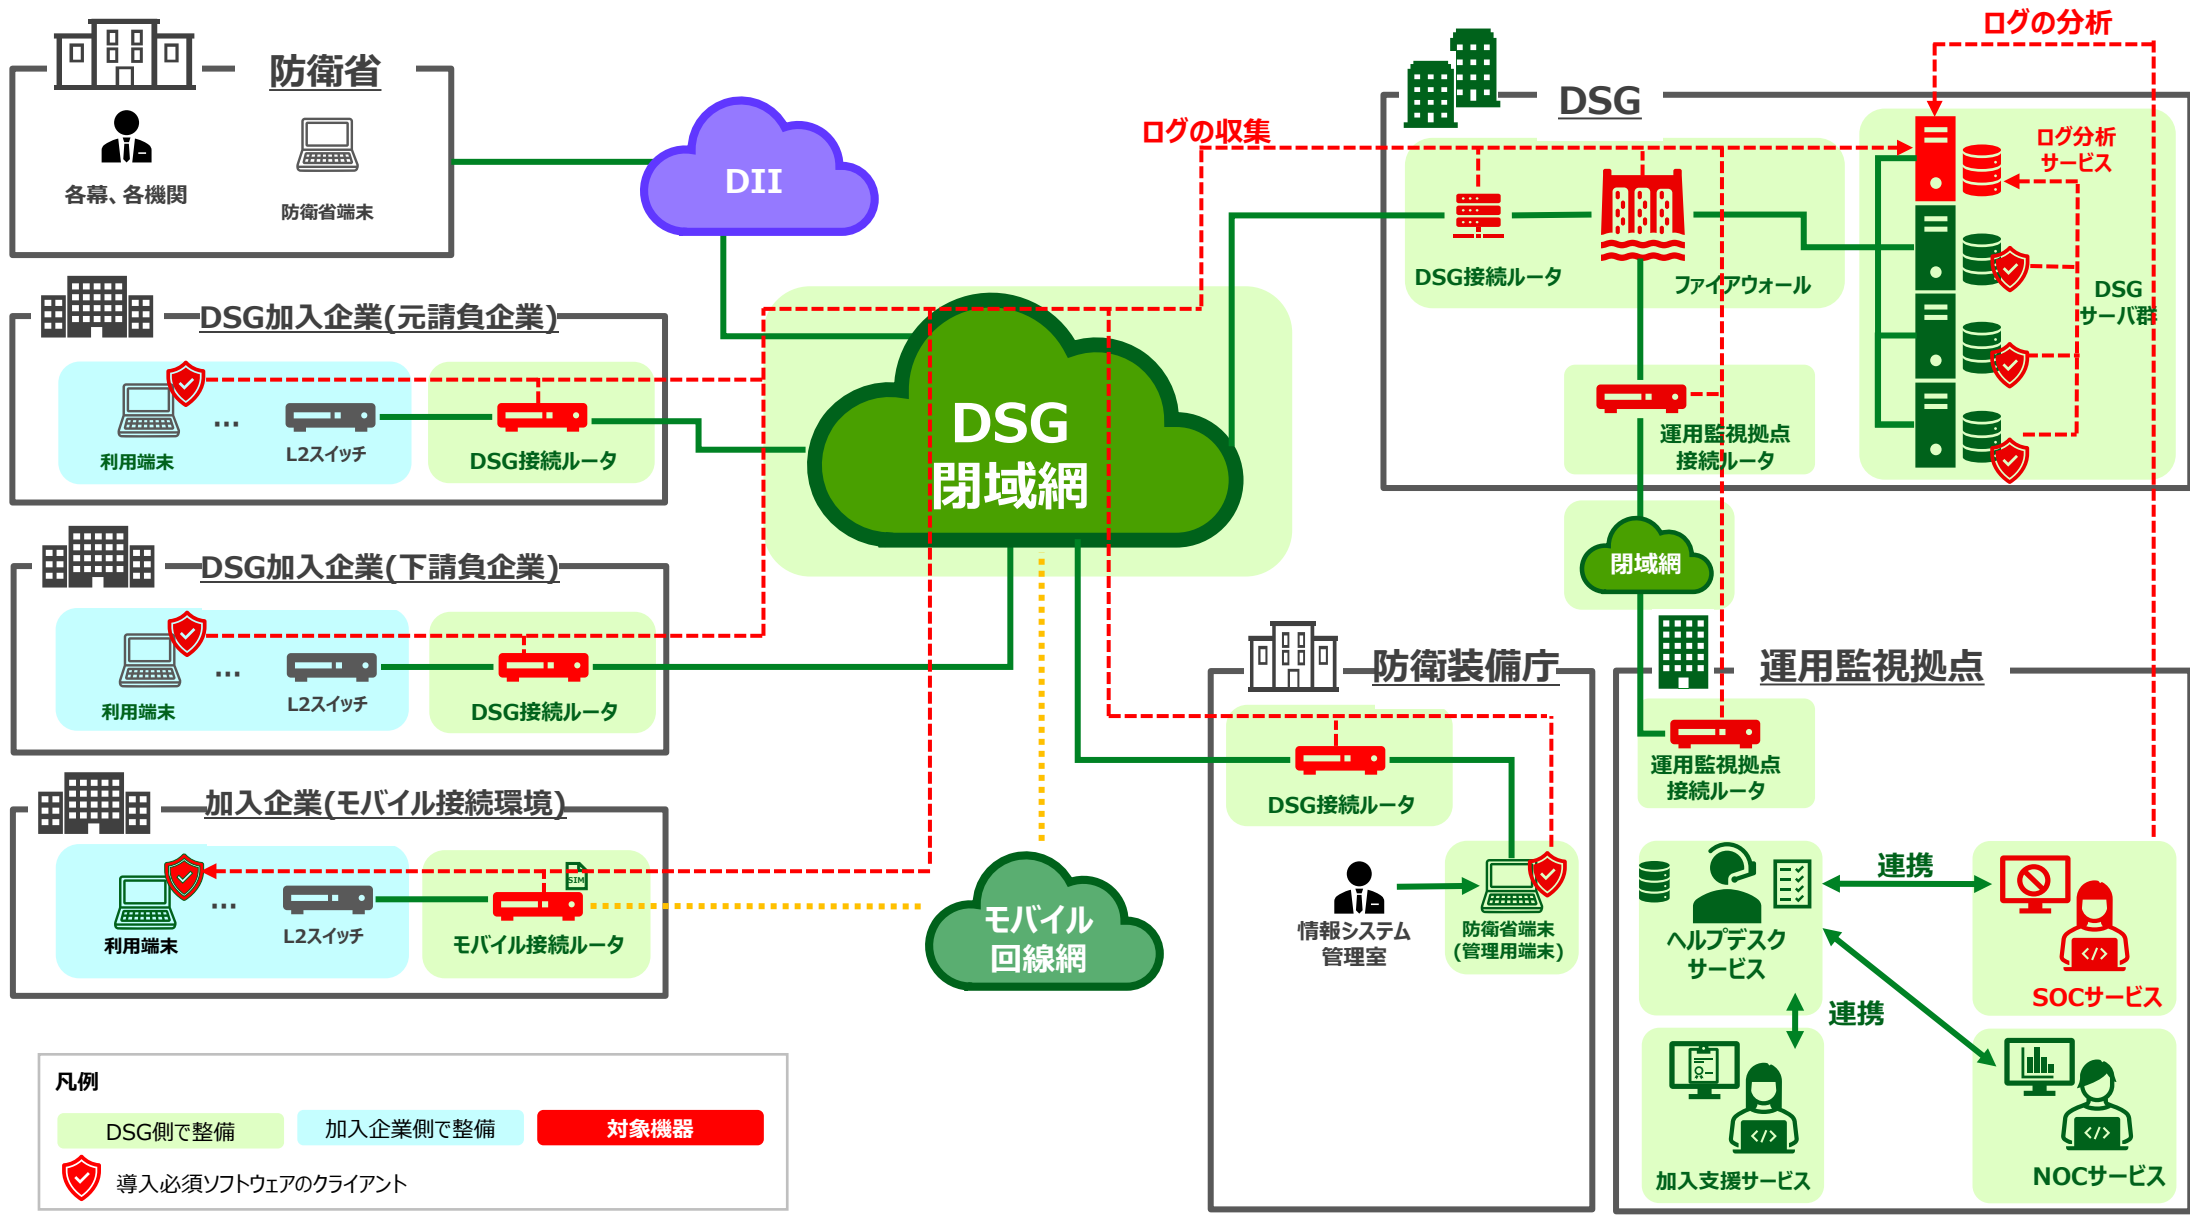 防衛省
各幕、各機関
防衛省端末
DII
DSG加入企業(元請負企業)
利用端末
…
L2スイッチ
DSG接続ルータ
DSG加入企業(下請負企業)
利用端末
…
L2スイッチ
DSG接続ルータ
加入企業(モバイル接続環境)
利用端末
…
L2スイッチ
SIM
モバイル接続ルータ
DSG
閉域網
モバイル
回線網
ログの収集
ログの分析
DSG
DSG接続ルータ
ファイアウォール
ログ分析
サービス
DSG
サーバ群
運用監視拠点
接続ルータ
閉域網
防衛装備庁
DSG接続ルータ
情報システム
管理室
防衛省端末
(管理用端末)
運用監視拠点
運用監視拠点
接続ルータ
ヘルプデスク
サービス
連携
</>
SOCサービス
連携
</>
加入支援サービス
</>
NOCサービス
凡例
DSG側で整備
加入企業側で整備
対象機器
導入必須ソフトウェアのクライアント